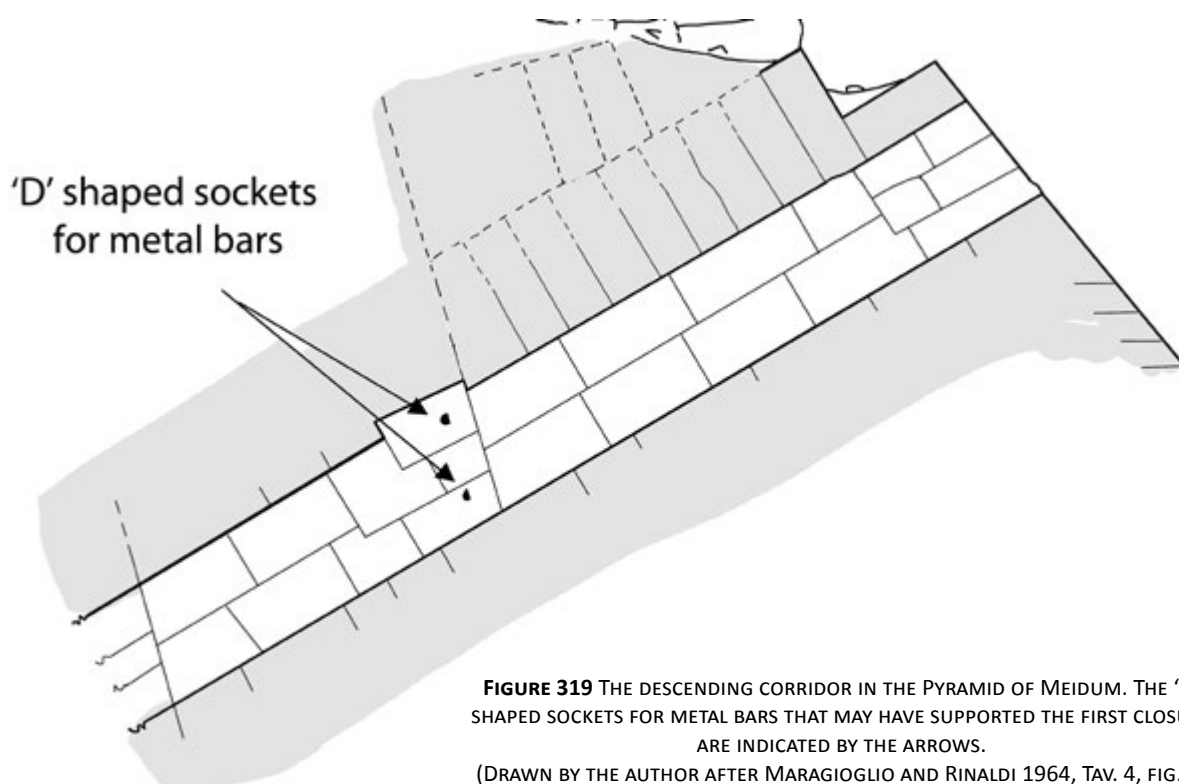 'D' shaped sockets
for metal bars
FIGURE 319 THE DESCENDING CORRIDOR IN THE PYRAMID OF MEIDUM. THE '
SHAPED SOCKETS FOR METAL BARS THAT MAY HAVE SUPPORTED THE FIRST CLOSU
ARE INDICATED BY THE ARROWS.
(DRAWN BY THE AUTHOR AFTER MARAGIOGLIO AND RINALDI 1964, TAV. 4, FIG.